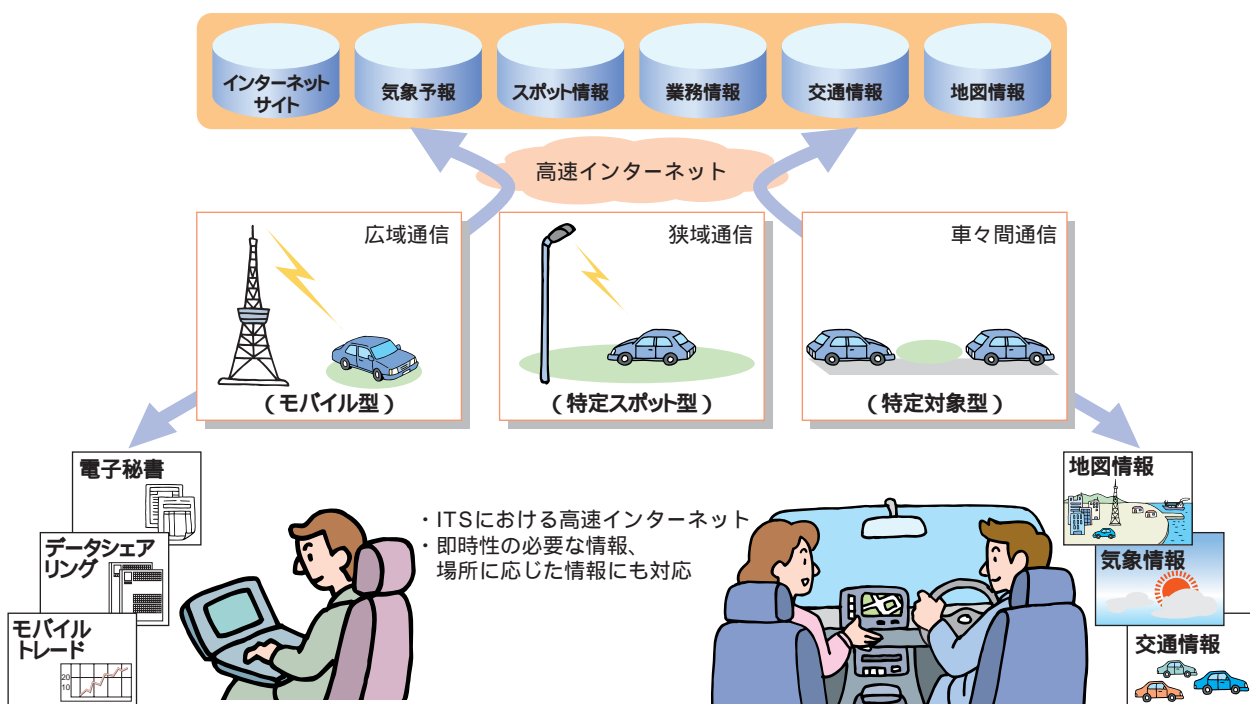 インターネット
サイト
気象予報
スポット情報
業務情報
交通情報
地図情報
高速インターネット
広域通信
(モバイル型)
狭域通信
(特定スポット型)
車々間通信
(特定対象型)
電子秘書
データシェア
リング
モバイル
トレード
20
10
・ITSにおける高速インターネット
・即時性の必要な情報、
場所に応じた情報にも対応
地図情報
気象情報
交通情報